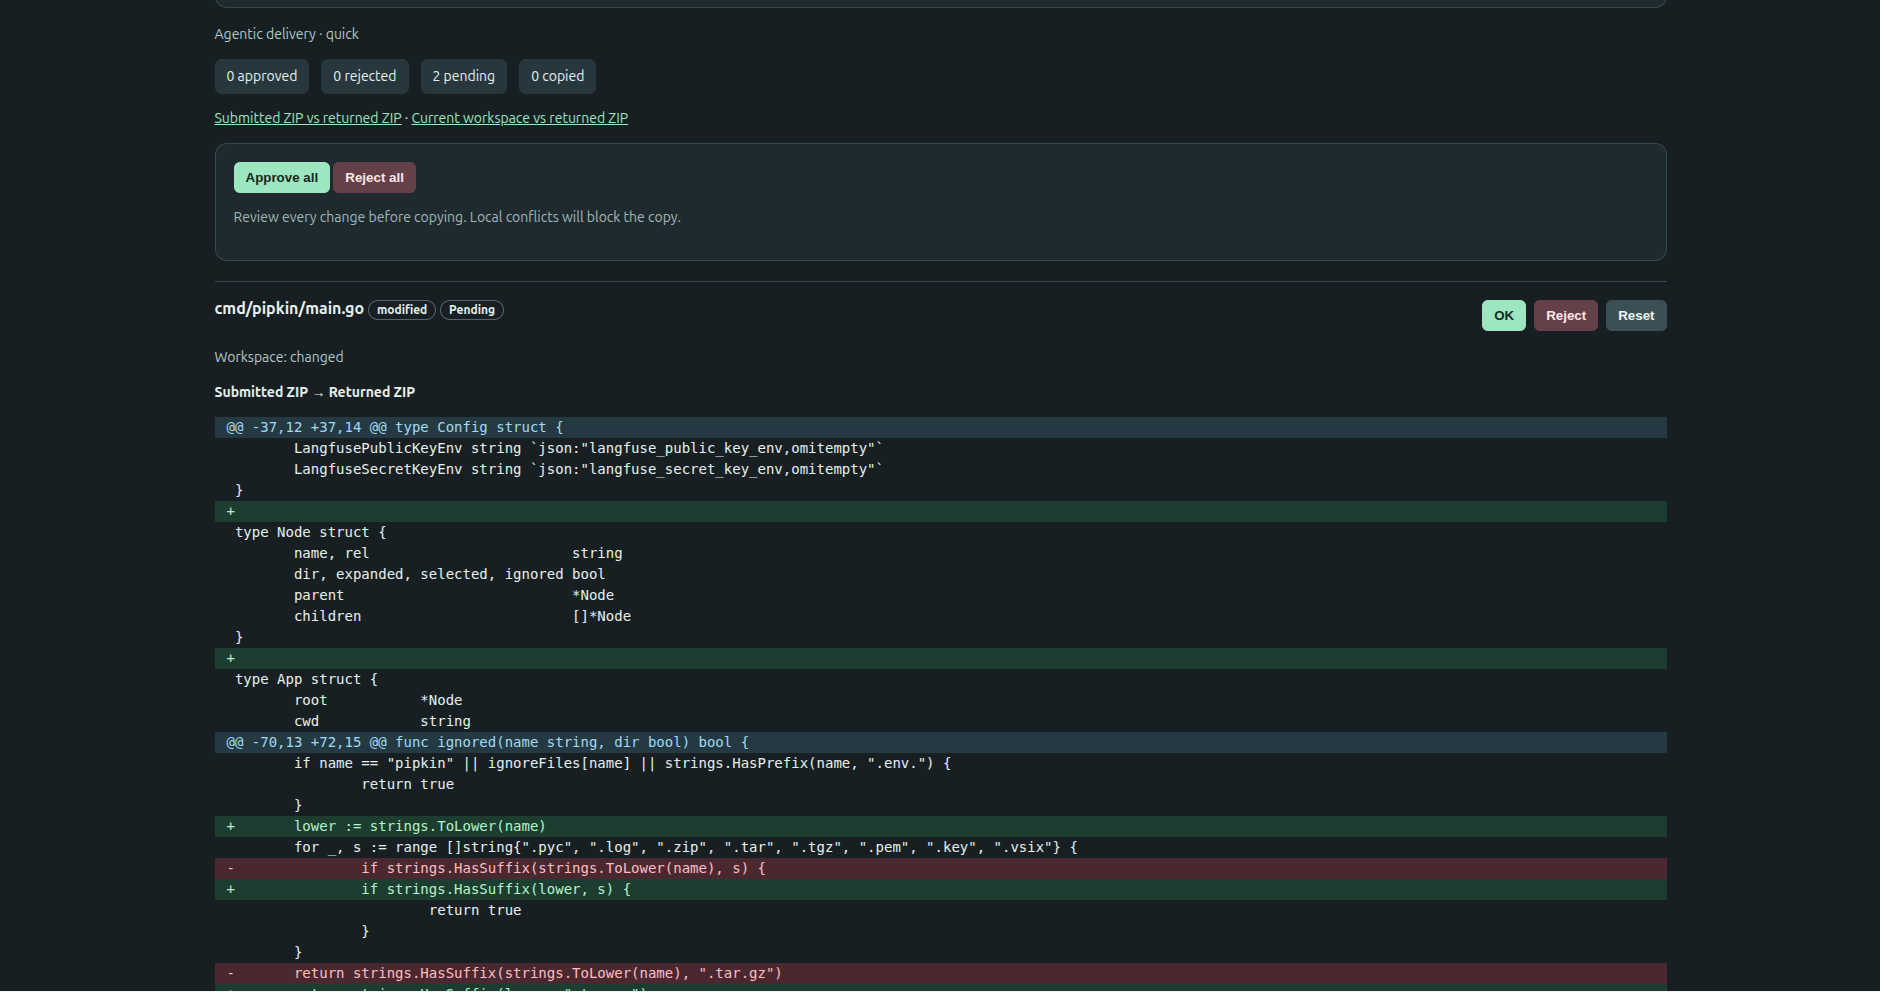 Agentic delivery · quick
0 approved 0 rejected 2 pending 0 copied
Submitted ZIP vs returned ZIP · Current workspace vs returned ZIP
Approve all Reject all
Review every change before copying. Local conflicts will block the copy.
cmd/pipkin/main.go modified Pending OK Reject Reset
Workspace: changed
Submitted ZIP → Returned ZIP
@@ -37,12 +37,14 @@ type Config struct {
        LangfusePublicKeyEnv string `json:"langfuse_public_key_env,omitempty"`
        LangfuseSecretKeyEnv string `json:"langfuse_secret_key_env,omitempty"`
 }
+
 type Node struct {
        name, rel                        string
        dir, expanded, selected, ignored bool
        parent                           *Node
        children                         []*Node
 }
+
 type App struct {
        root           *Node
        cwd            string
@@ -70,13 +72,15 @@ func ignored(name string, dir bool) bool {
        if name == "pipkin" || ignoreFiles[name] || strings.HasPrefix(name, ".env.") {
                return true
        }
+       lower := strings.ToLower(name)
        for _, s := range []string{".pyc", ".log", ".zip", ".tar", ".tgz", ".pem", ".key", ".vsix"} {
-               if strings.HasSuffix(strings.ToLower(name), s) {
+               if strings.HasSuffix(lower, s) {
                        return true
                }
        }
-       return strings.HasSuffix(strings.ToLower(name), ".tar.gz")